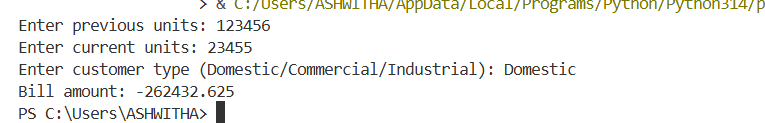 > & C:/Users/ASHWITHA/AppData/Local/Programs/Python/Python314/p
Enter previous units: 123456
Enter current units: 23455
Enter customer type (Domestic/Commercial/Industrial): Domestic
Bill amount: -262432.625
PS C:\Users\ASHWITHA>